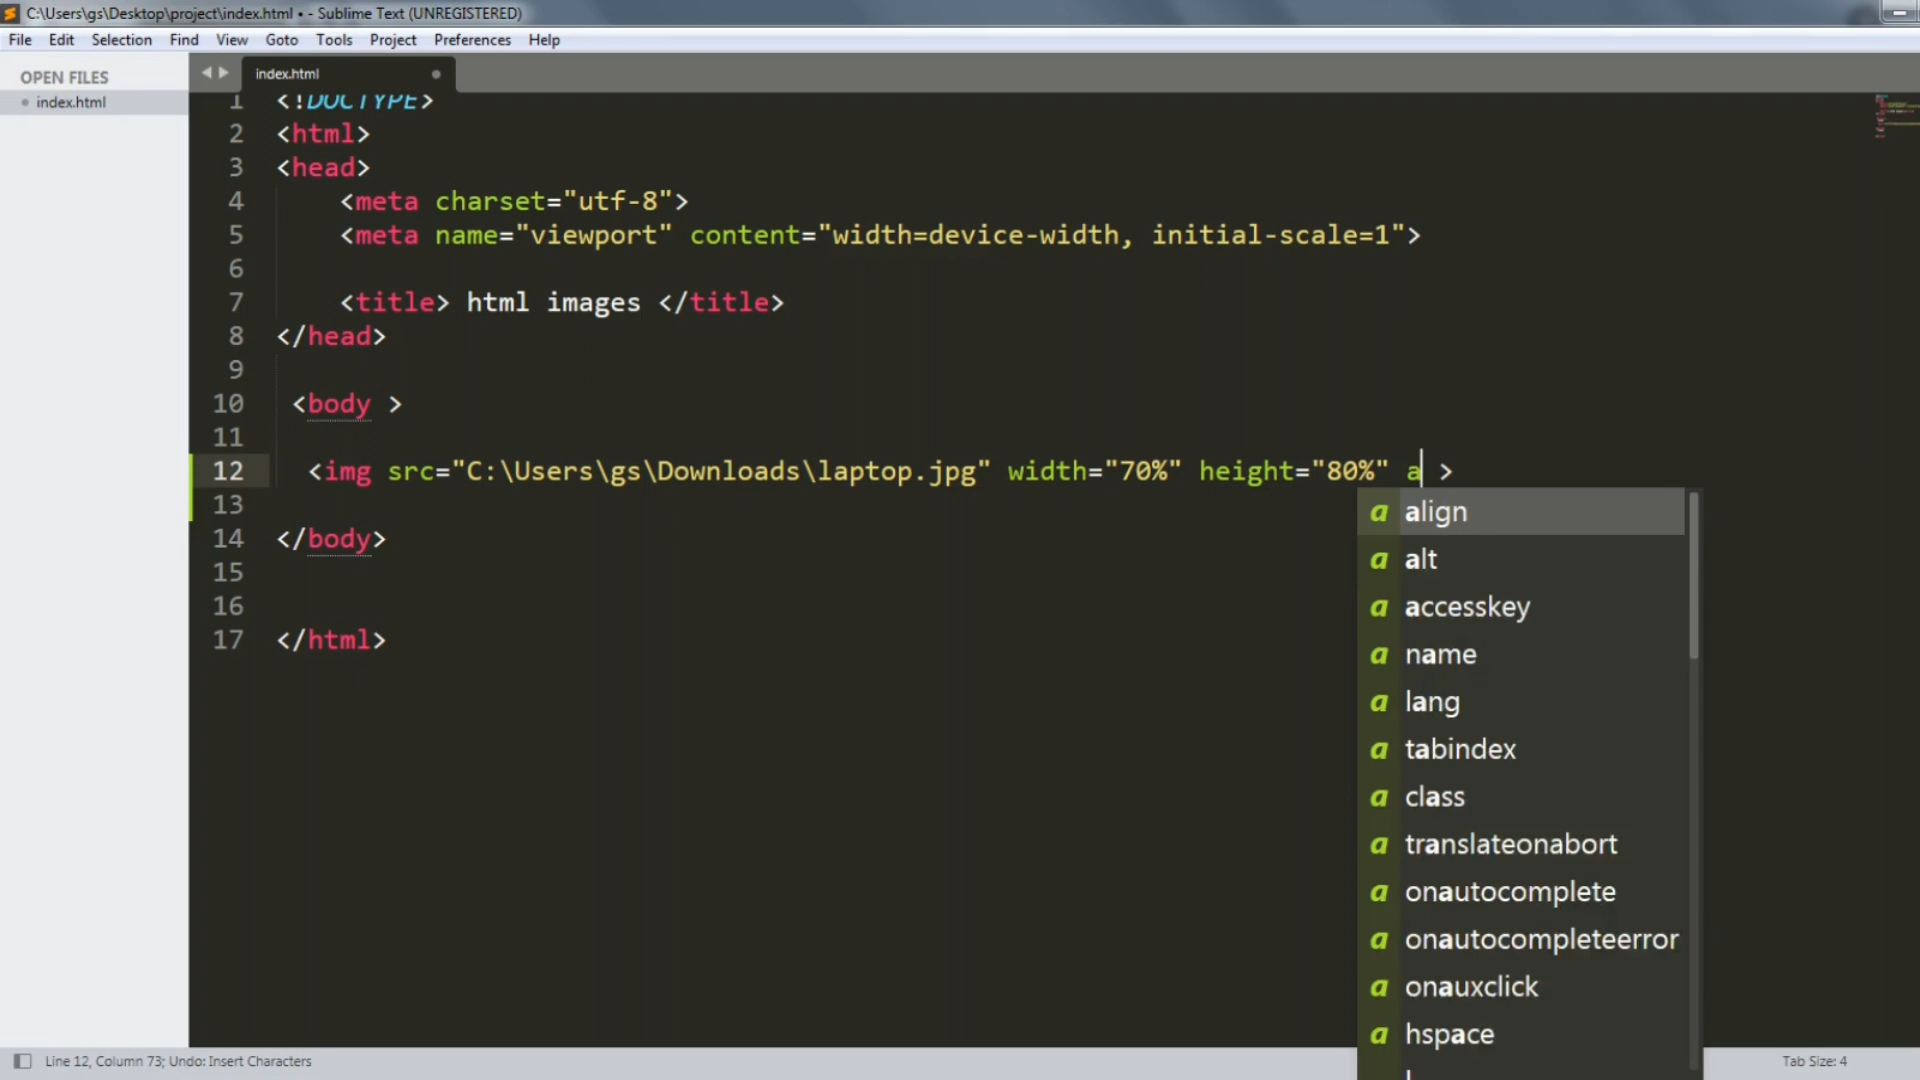 C:\Users\gs\Desktop\project\index.html • - Sublime Text (UNREGISTERED)
File Edit Selection Find View Goto Tools Project Preferences Help
OPEN FILES
index.html
index.html
1 <!DOCTYPE>
2 <html>
3 <head>
4 <meta charset="utf-8">
5 <meta name="viewport" content="width=device-width, initial-scale=1">
6
7 <title> html images </title>
8 </head>
9
10 <body >
11
12 <img src="C:\Users\gs\Downloads\laptop.jpg" width="70%" height="80%" a >
13
14 </body>
15
16
17 </html>
a align
a alt
a accesskey
a name
a lang
a tabindex
a class
a translateonabort
a onautocomplete
a onautocompleteerror
a onauxclick
a hspace
Line 12, Column 73; Undo: Insert Characters
Tab Size: 4